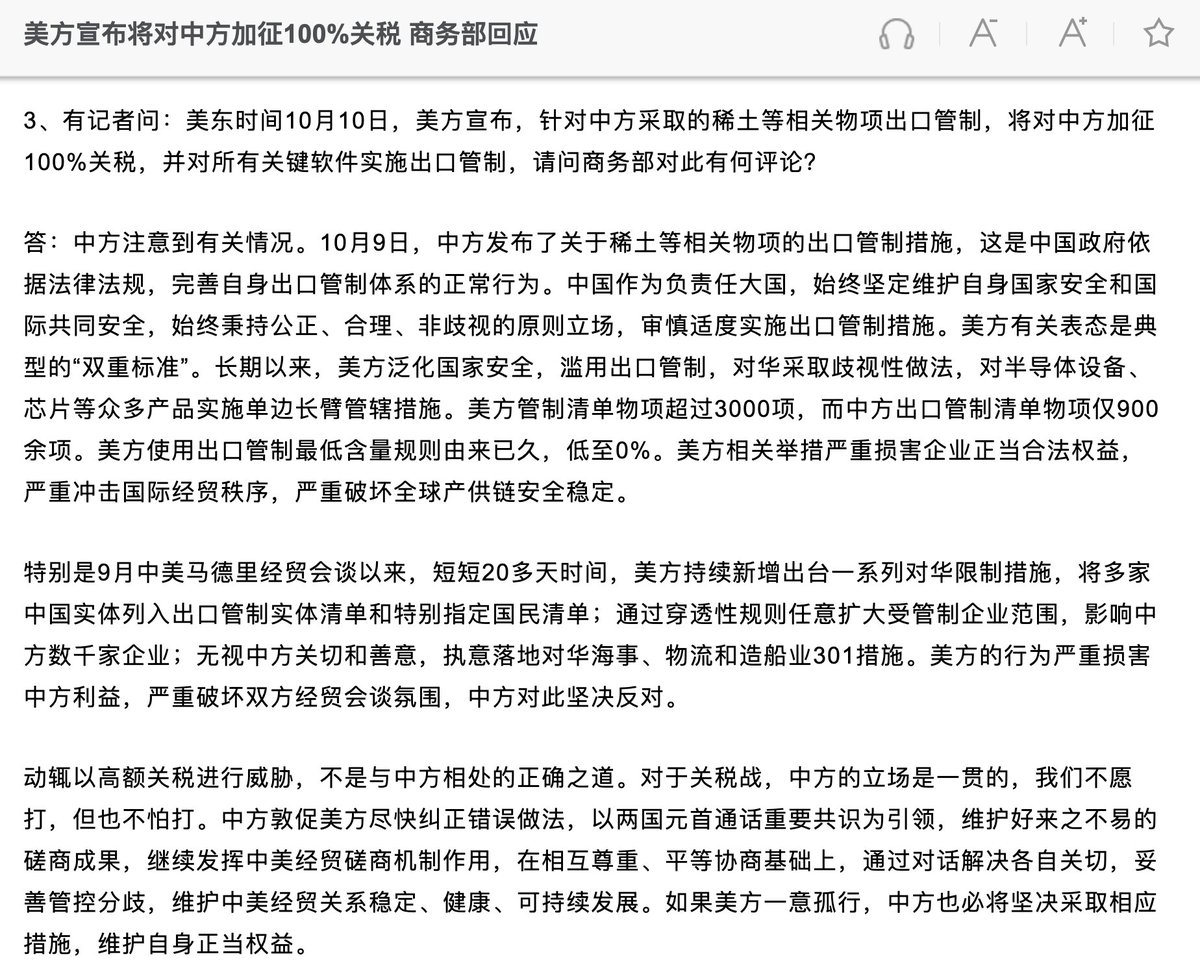 美方宣布将对中方加征100%关税 商务部回应
A-
A+
3、有记者问：美东时间10月10日，美方宣布，针对中方采取的稀土等相关物项出口管制，将对中方加征
100%关税，并对所有关键软件实施出口管制，请问商务部对此有何评论？
答：中方注意到有关情况。10月9日，中方发布了关于稀土等相关物项的出口管制措施，这是中国政府依
据法律法规，完善自身出口管制体系的正常行为。中国作为负责任大国，始终坚定维护自身国家安全和国
际共同安全，始终秉持公正、合理、非歧视的原则立场，审慎适度实施出口管制措施。美方有关表态是典
型的“双重标准”。长期以来，美方泛化国家安全，滥用出口管制，对华采取歧视性做法，对半导体设备、
芯片等众多产品实施单边长臂管辖措施。美方管制清单物项超过3000项，而中方出口管制清单物项仅900
余项。美方使用出口管制最低含量规则由来已久，低至0%。美方相关举措严重损害企业正当合法权益，
严重冲击国际经贸秩序，严重破坏全球产供链安全稳定。
特别是9月中美马德里经贸会谈以来，短短20多天时间，美方持续新增出台一系列对华限制措施，将多家
中国实体列入出口管制实体清单和特别指定国民清单；通过穿透性规则任意扩大受管制企业范围，影响中
方数千家企业；无视中方关切和善意，执意落地对华海事、物流和造船业301措施。美方的行为严重损害
中方利益，严重破坏双方经贸会谈氛围，中方对此坚决反对。
动辄以高额关税进行威胁，不是与中方相处的正确之道。对于关税战，中方的立场是一贯的，我们不愿
打，但也不怕打。中方敦促美方尽快纠正错误做法，以两国元首通话重要共识为引领，维护好来之不易的
磋商成果，继续发挥中美经贸磋商机制作用，在相互尊重、平等协商基础上，通过对话解决各自关切，妥
善管控分歧，维护中美经贸关系稳定、健康、可持续发展。如果美方一意孤行，中方也必将坚决采取相应
措施，维护自身正当权益。